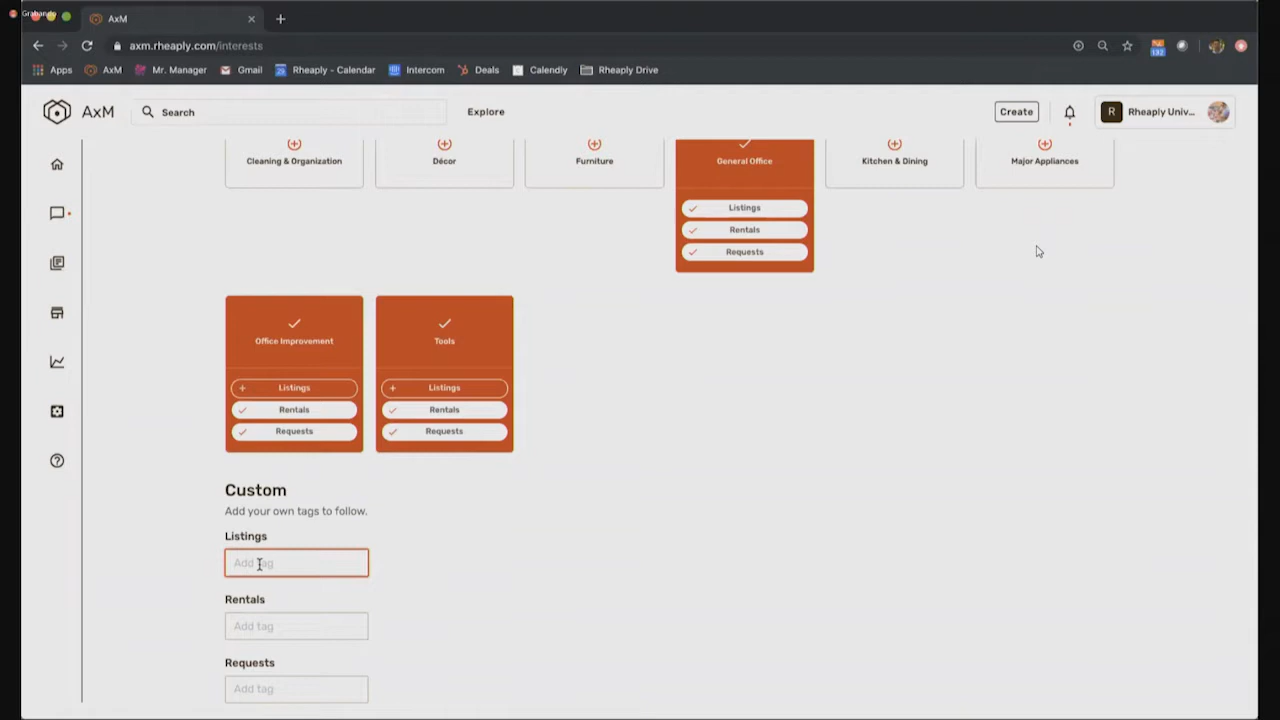 Grabando
AxM
axm.rheaply.com/interests
132
Apps AxM Mr. Manager Gmail Rheaply - Calendar Intercom Deals Calendly Rheaply Drive
AxM Search Explore Create R Rheaply Univ...
Cleaning & Organization Décor Furniture General Office Kitchen & Dining Major Appliances
Listings
Rentals
Requests
Office Improvement Tools
Listings Listings
Rentals Rentals
Requests Requests
Custom
Add your own tags to follow.
Listings
Add tag
Rentals
Add tag
Requests
Add tag